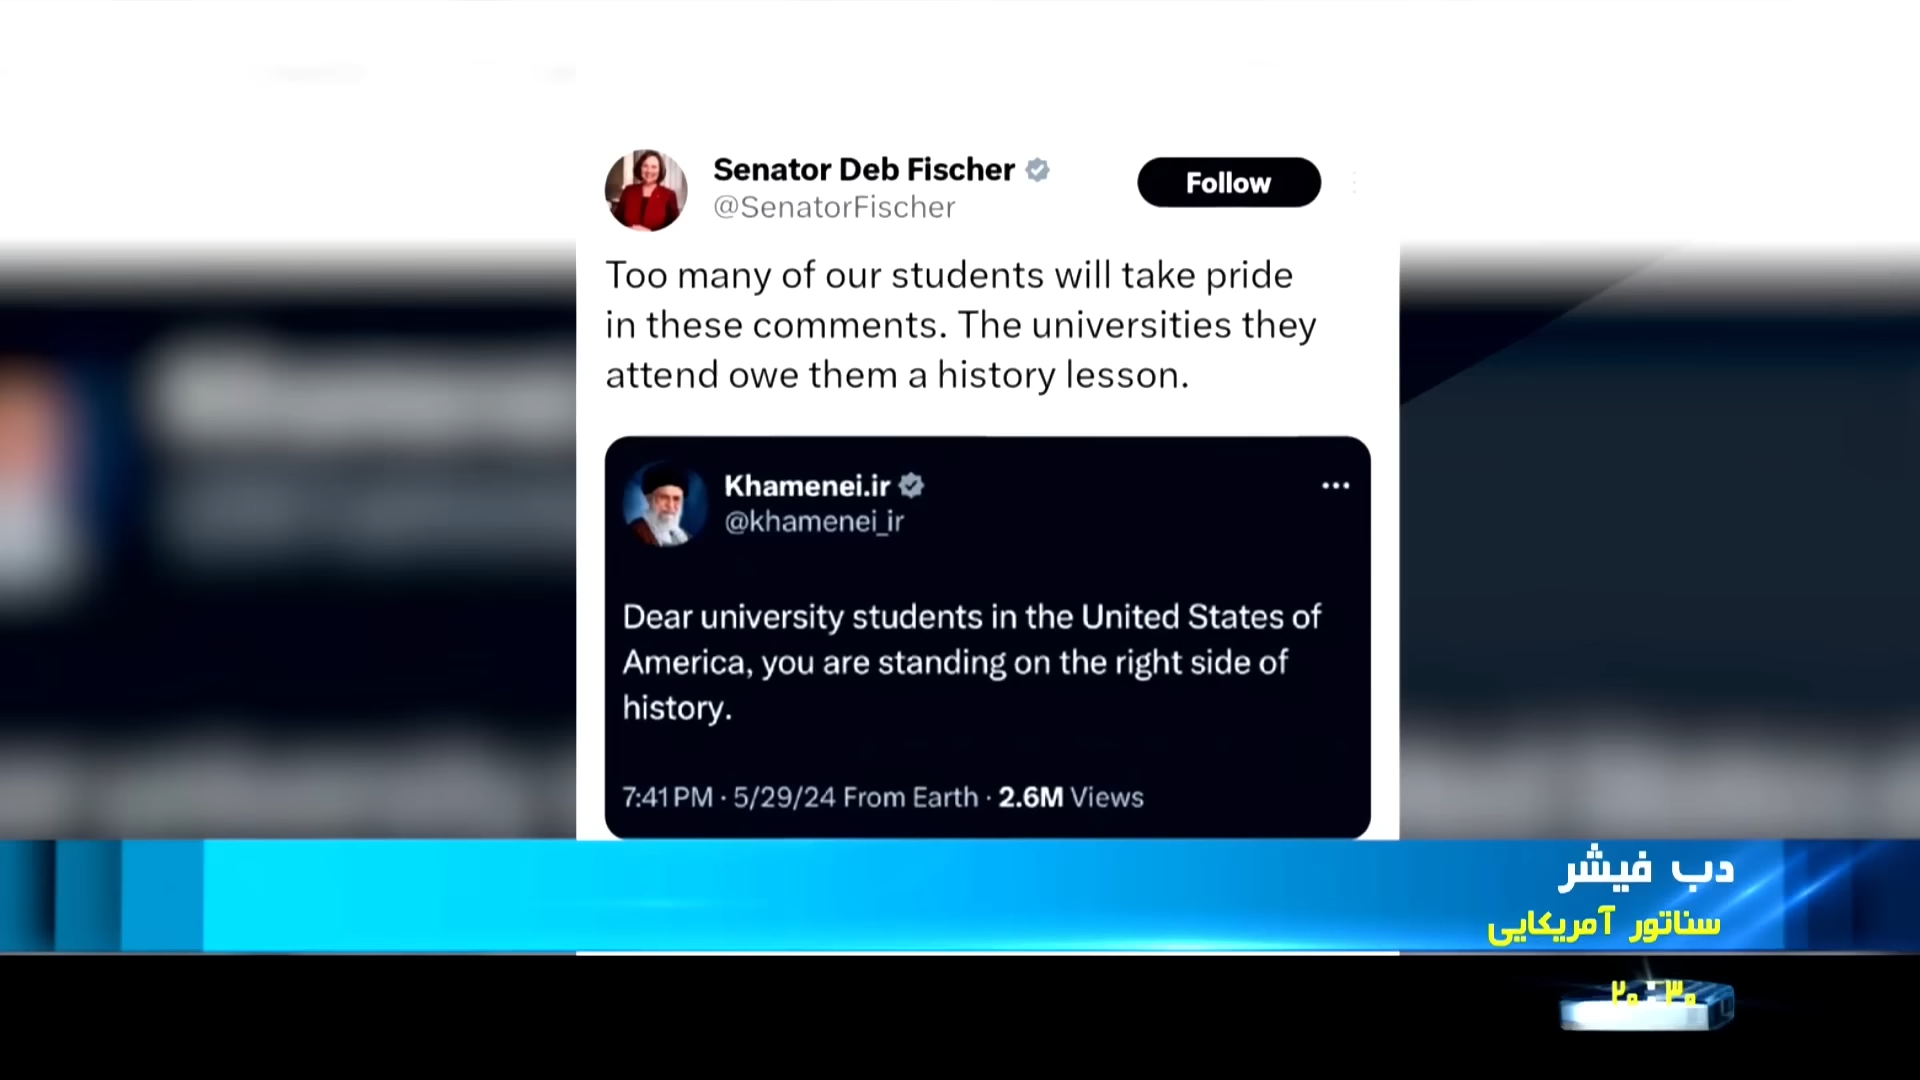 Senator Deb Fischer
@SenatorFischer
Follow
Too many of our students will take pride
in these comments. The universities they
attend owe them a history lesson.
Khamenei.ir
@khamenei_ir
Dear university students in the United States of
America, you are standing on the right side of
history.
7:41 PM · 5/29/24 From Earth · 2.6M Views
دب فیشر
سناتور آمریکایی
۲۰:۳۰